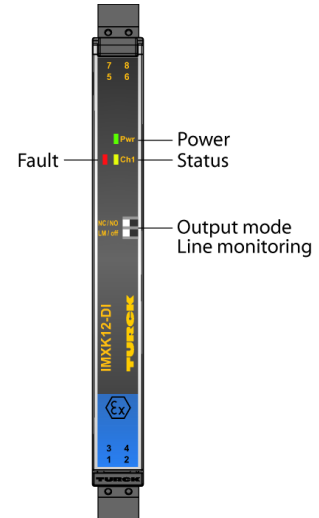 7 8
5 6
Pwr
Power
Fault
Ch1
Status
NC/NO
Output mode
LM/off
Line monitoring
IMXK12-DI
TURCK
Ex
3 4
1 2
TURCK